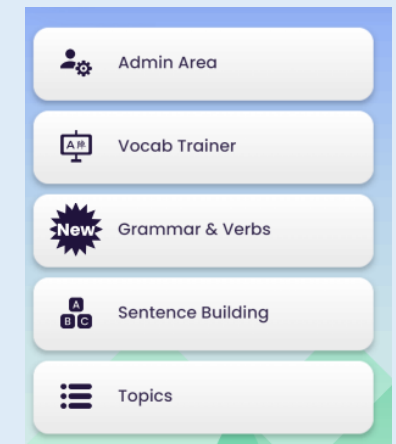 Admin Area
Vocab Trainer
New
Grammar & Verbs
A
B C
Sentence Building
Topics